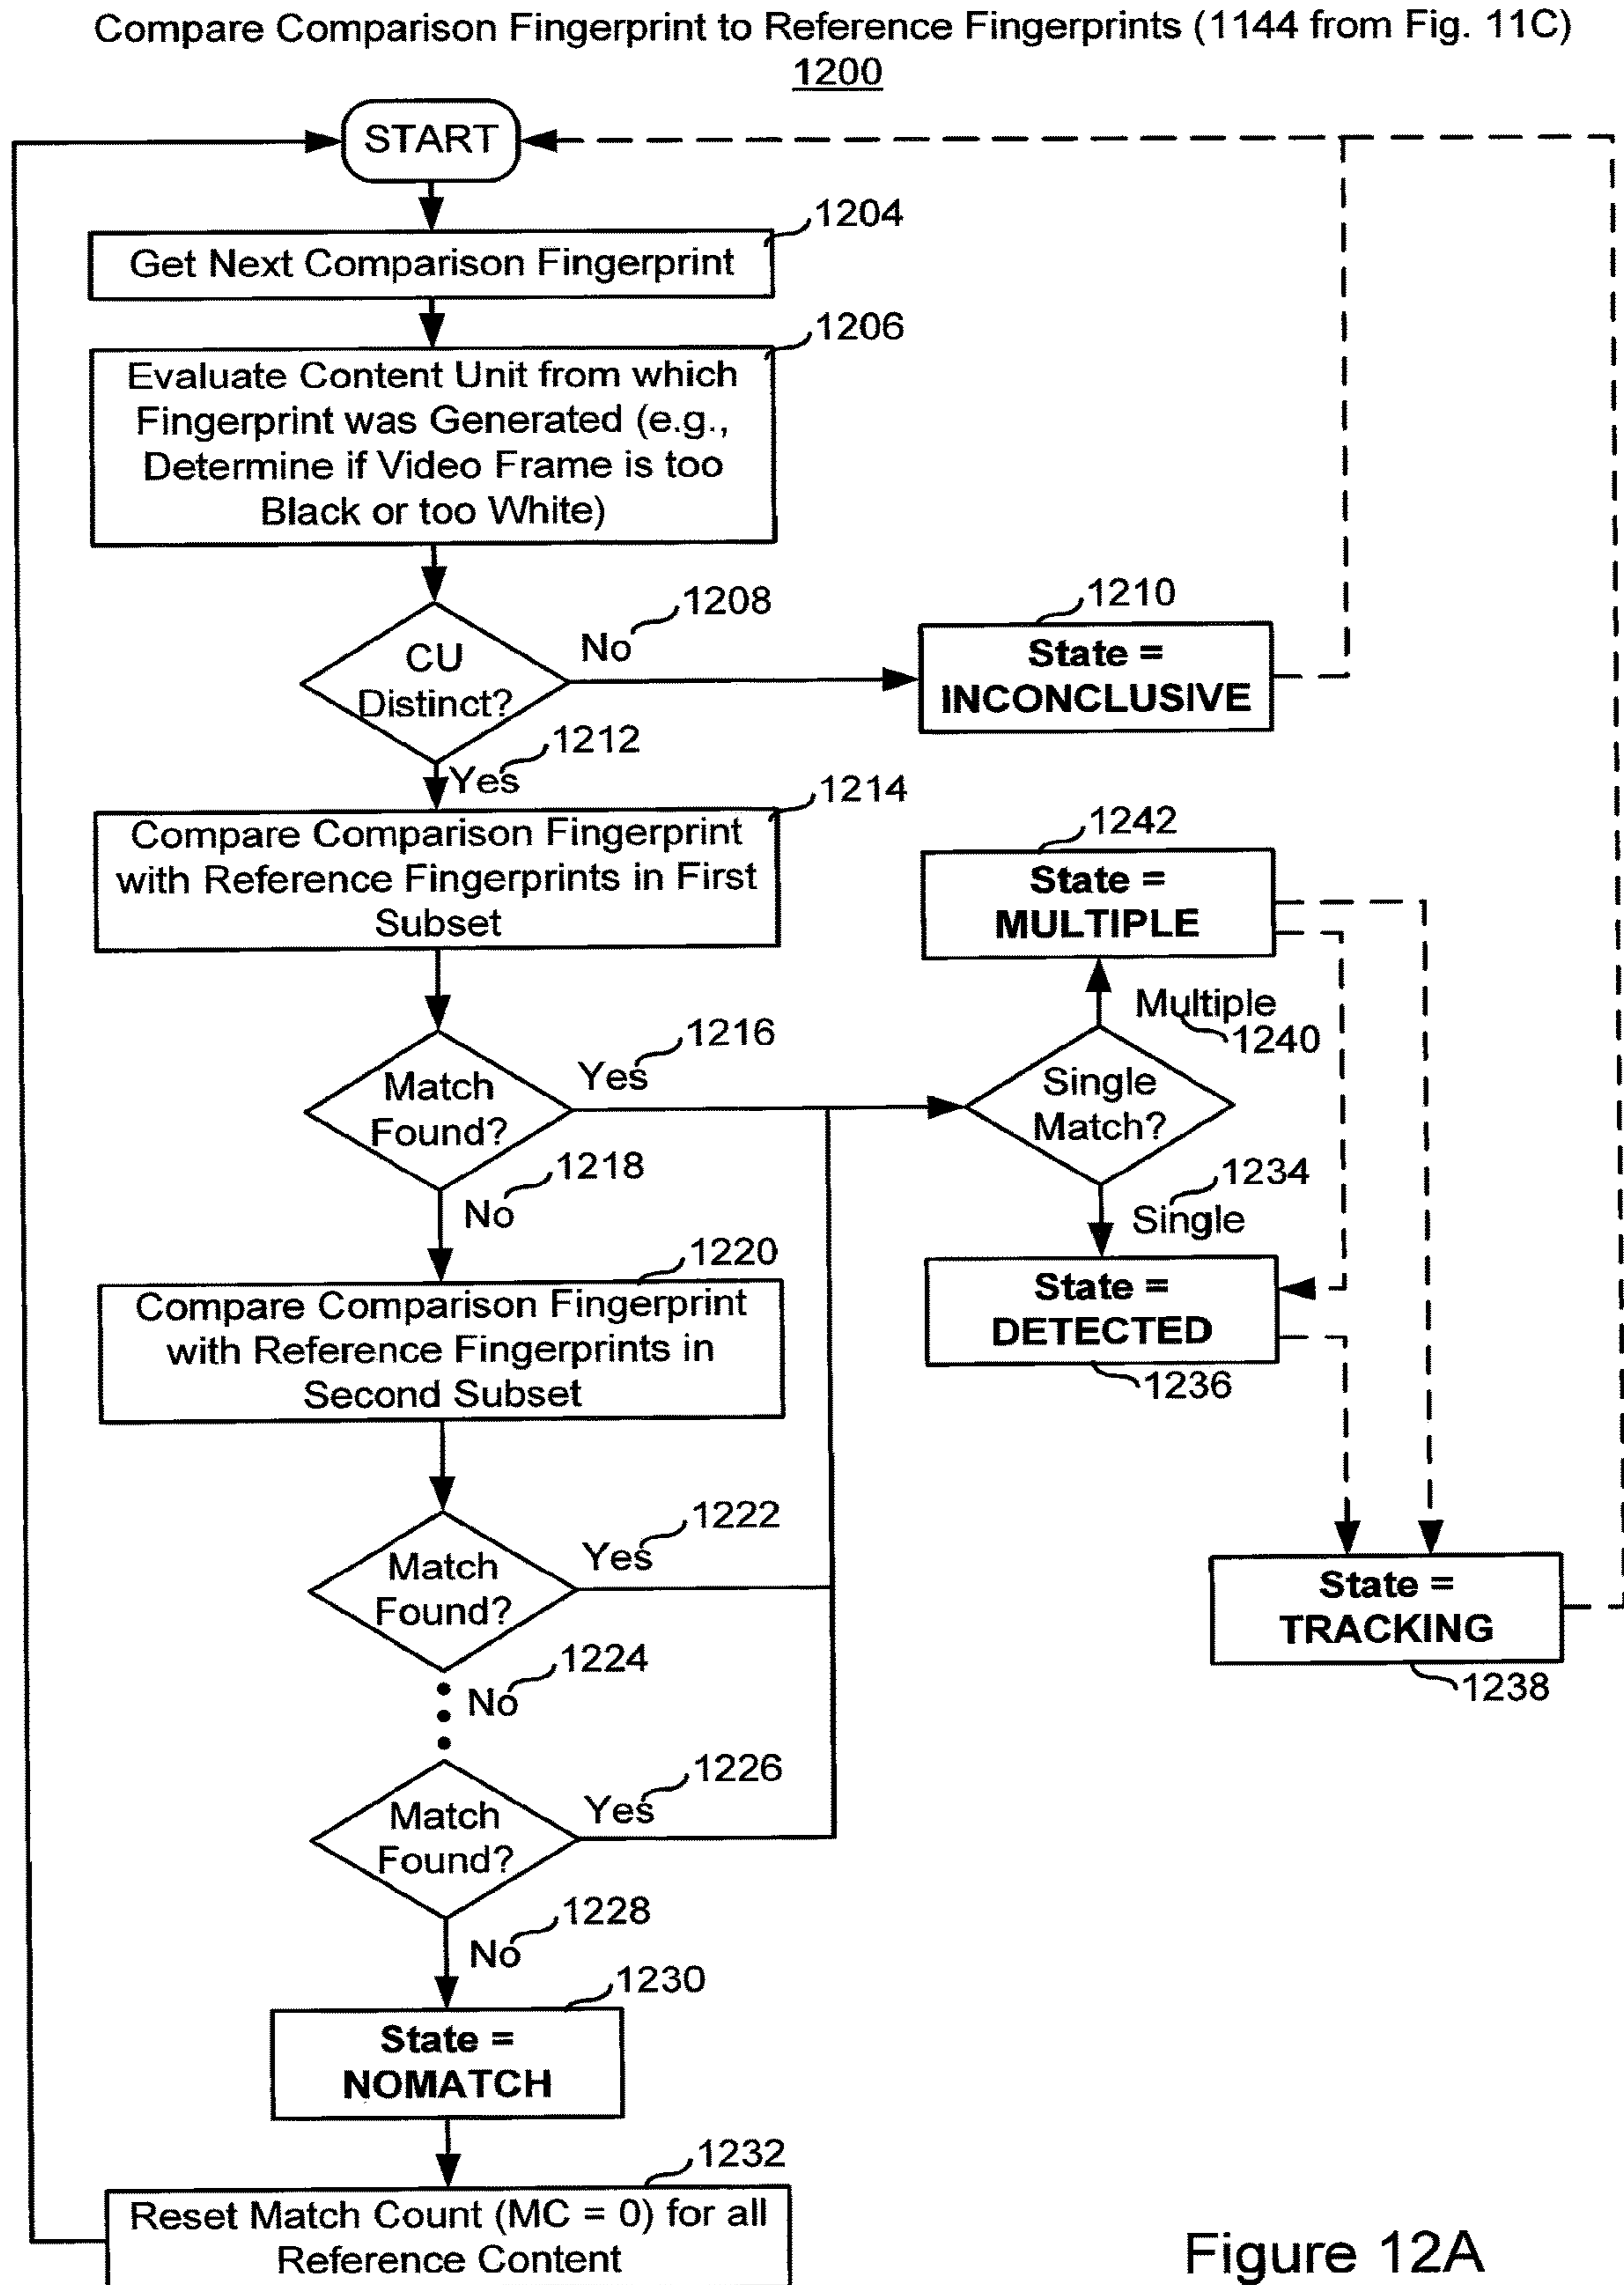 Compare Comparison Fingerprint to Reference Fingerprints (1144 from Fig. 11C)
1200
START
1204
Get Next Comparison Fingerprint
1206
Evaluate Content Unit from which
Fingerprint was Generated (e.g.,
Determine if Video Frame is too
Black or too White)
1208
No
CU
Distinct?
1210
State =
INCONCLUSIVE
1212
Yes
1214
Compare Comparison Fingerprint
with Reference Fingerprints in First
Subset
1242
State =
MULTIPLE
Multiple
1240
1216
Yes
Match
Found?
Single
Match?
1218
No
1234
Single
1220
Compare Comparison Fingerprint
with Reference Fingerprints in
Second Subset
State =
DETECTED
1236
1222
Yes
Match
Found?
State =
TRACKING
1238
1224
No
1226
Yes
Match
Found?
1228
No
1230
State =
NOMATCH
1232
Reset Match Count (MC = 0) for all
Reference Content
Figure 12A